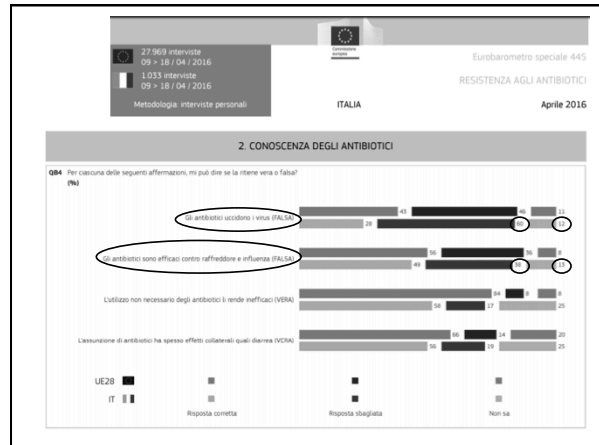 Commissione europea
27.969 interviste
09 > 18 / 04 / 2016
1.033 interviste
09 > 18 / 04 / 2016
Metodologia: interviste personali
ITALIA
Eurobarometro speciale 445
RESISTENZA AGLI ANTIBIOTICI
Aprile 2016
2. CONOSCENZA DEGLI ANTIBIOTICI
QB4 Per ciascuna delle seguenti affermazioni, mi può dire se la ritiene vera o falsa?
(%)
43 46 11
Gli antibiotici uccidono i virus (FALSA)
28 60 12
56 36 8
Gli antibiotici sono efficaci contro raffreddore e influenza (FALSA)
49 38 13
84 8 8
L'utilizzo non necessario degli antibiotici li rende inefficaci (VERA)
58 17 25
66 14 20
L'assunzione di antibiotici ha spesso effetti collaterali quali diarrea (VERA)
56 19 25
UE28
IT
Risposta corretta Risposta sbagliata Non sa